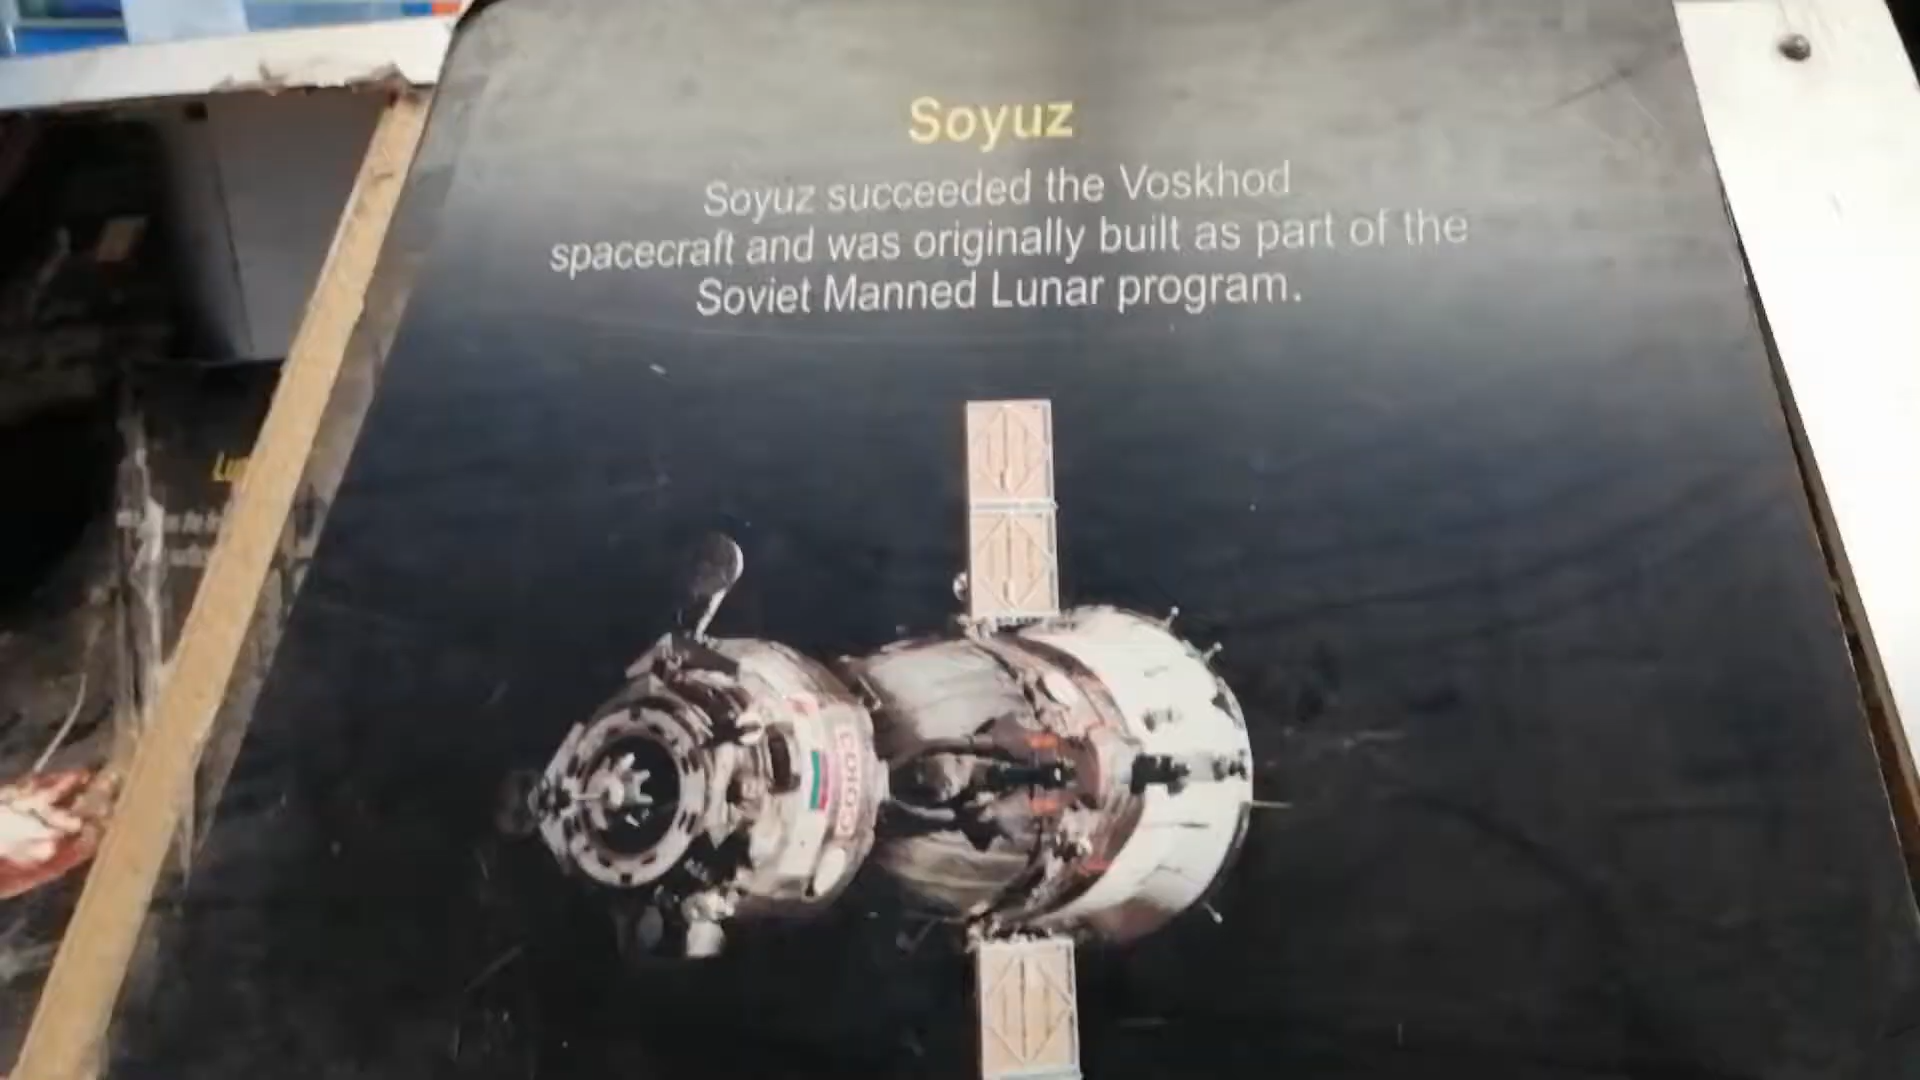 Soyuz
Soyuz succeeded the Voskhod
spacecraft and was originally built as part of the
Soviet Manned Lunar program.
СОЮЗ